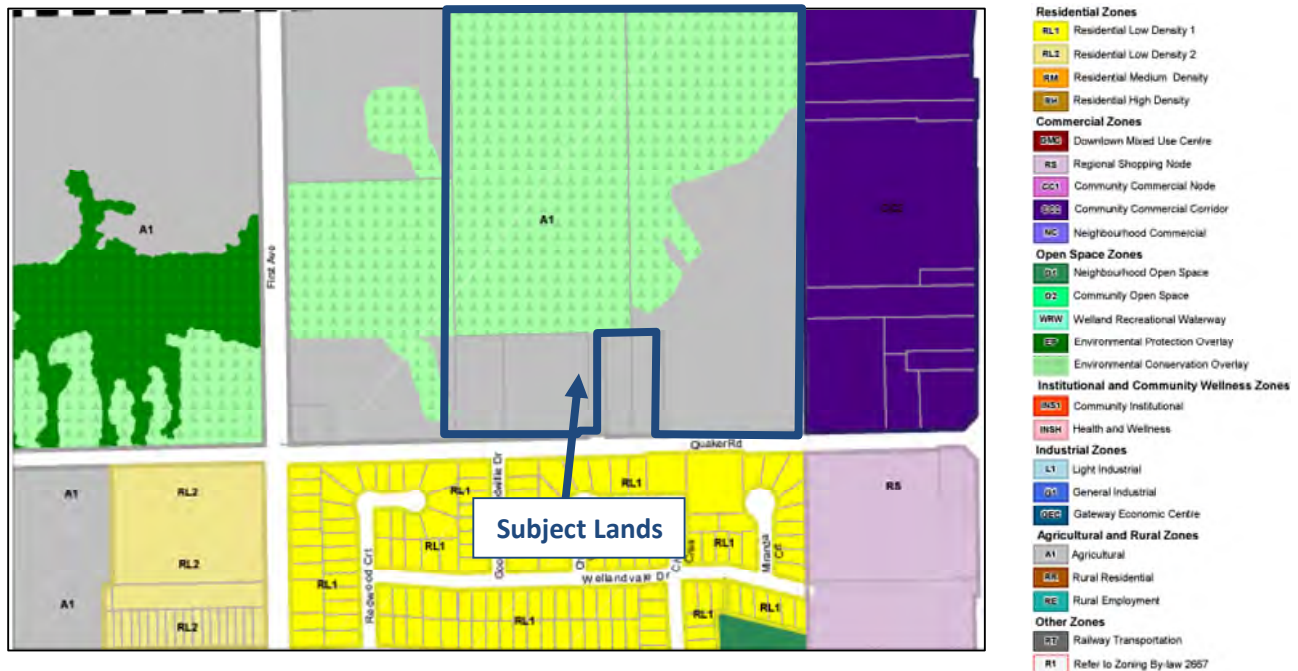 A1
A1
CC2
First Ave
Quaker Rd
A1
RL2
RL1
RL1
RS
Subject Lands
RL1
RL1
RL2
RL1
Redwood Crt
Wellandvale Dr
Miranda Crt
A1
RL2
RL1
RL1
RL1
Residential Zones
RL1 Residential Low Density 1
RL2 Residential Low Density 2
RM Residential Medium Density
RH Residential High Density
Commercial Zones
DMC Downtown Mixed Use Centre
RS Regional Shopping Node
CC1 Community Commercial Node
CC2 Community Commercial Corridor
NC Neighbourhood Commercial
Open Space Zones
O1 Neighbourhood Open Space
O2 Community Open Space
WRW Welland Recreational Waterway
EP Environmental Protection Overlay
Environmental Conservation Overlay
Institutional and Community Wellness Zones
INS1 Community Institutional
INSH Health and Wellness
Industrial Zones
L1 Light Industrial
G1 General Industrial
GEC Gateway Economic Centre
Agricultural and Rural Zones
A1 Agricultural
RR Rural Residential
RE Rural Employment
Other Zones
RT Railway Transportation
R1 Refer to Zoning By-law 2667